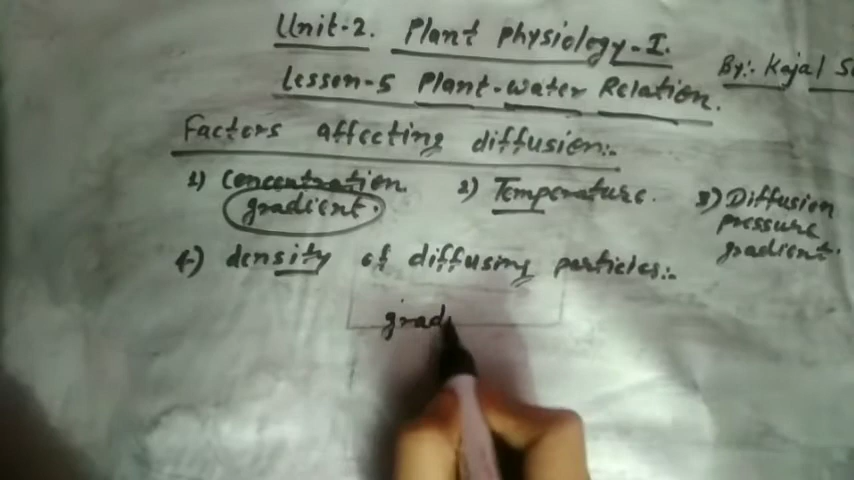 Unit-2. Plant physiology-I.
By:- Kajal
Lesson-5 Plant-water Relation.
Factors affecting diffusion:-
1) Concentration gradient.
2) Temperature.
3) Diffusion pressure gradient.
4) density of diffusing particles:-
grad